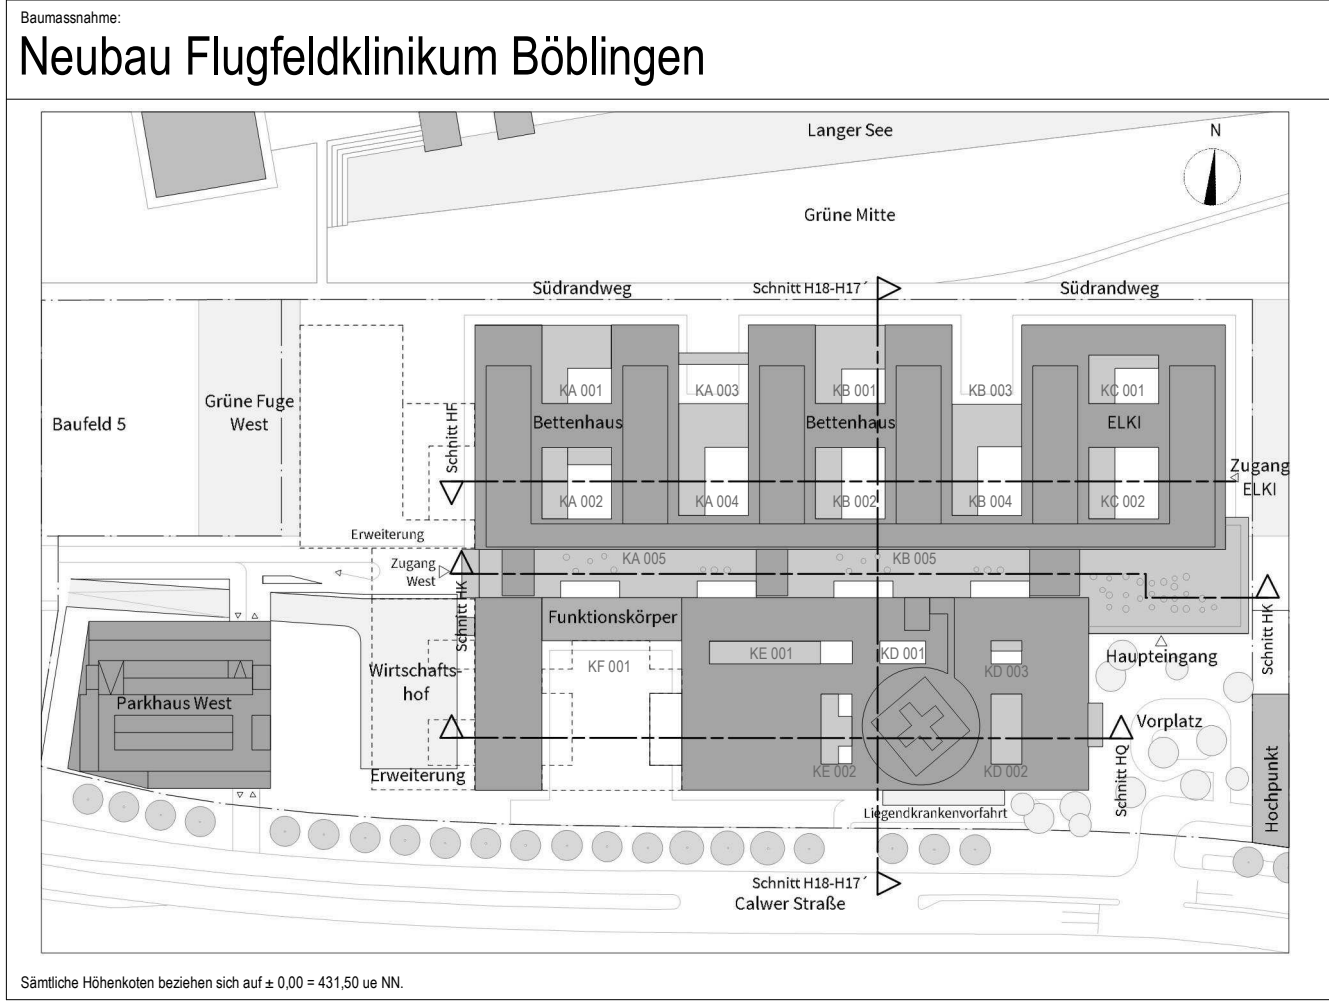 Baumassnahme:
Neubau Flugfeldklinikum Böblingen
Langer See
N
Grüne Mitte
Südrandweg
Schnitt H18-H17´
Südrandweg
KA 001
KA 003
KB 001
KB 003
KC 001
Grüne Fuge
West
Baufeld 5
Schnitt HF
Bettenhaus
Bettenhaus
ELKI
Zugang
ELKI
KA 002
KA 004
KB 002
KB 004
KC 002
Erweiterung
Zugang
West
KA 005
KB 005
Schnitt HK
Funktionskörper
Schnitt HK
KE 001
KD 001
KD 003
Haupteingang
KF 001
Wirtschafts-
hof
Parkhaus West
Vorplatz
Schnitt HQ
Hochpunkt
KE 002
KD 002
Erweiterung
Liegendkrankenvorfahrt
Schnitt H18-H17´
Calwer Straße
Sämtliche Höhenkoten beziehen sich auf ± 0,00 = 431,50 ue NN.